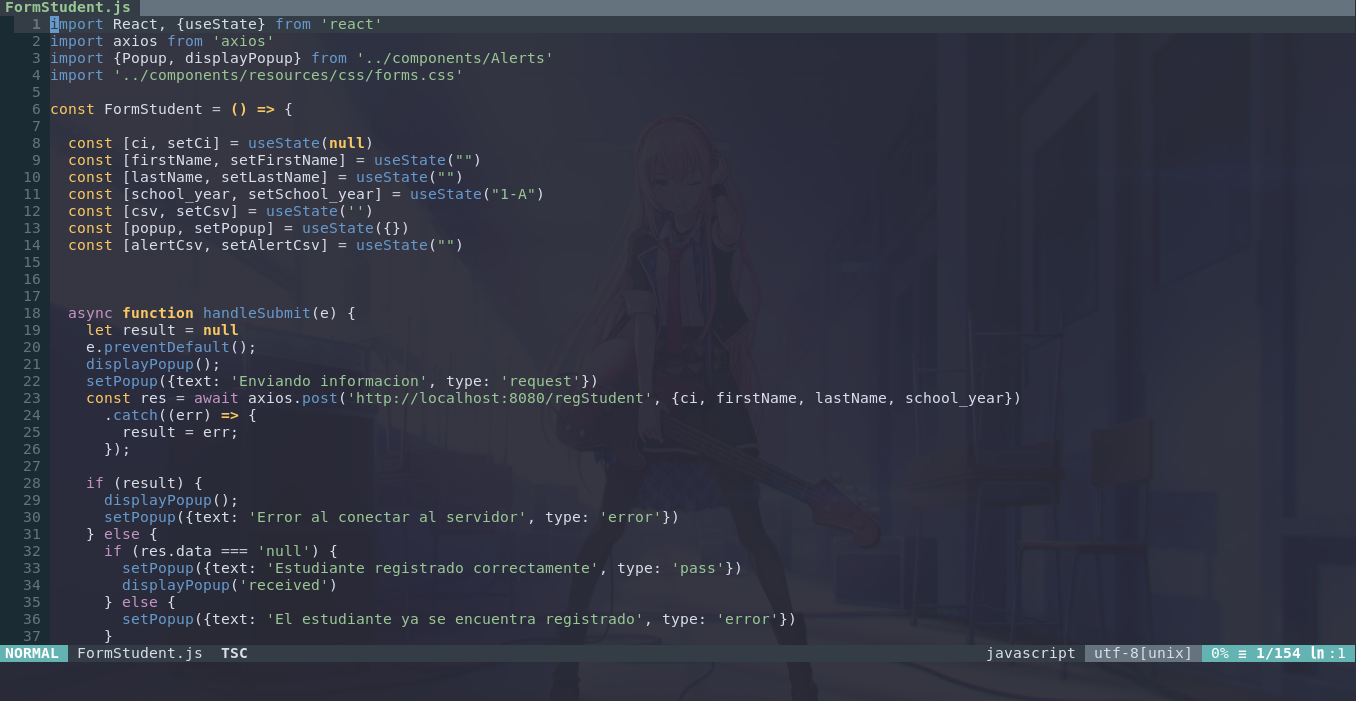 FormStudent.js
1 import React, {useState} from 'react'
2 import axios from 'axios'
3 import {Popup, displayPopup} from '../components/Alerts'
4 import '../components/resources/css/forms.css'
5
6 const FormStudent = () => {
7
8   const [ci, setCi] = useState(null)
9   const [firstName, setFirstName] = useState("")
10   const [lastName, setLastName] = useState("")
11   const [school_year, setSchool_year] = useState("1-A")
12   const [csv, setCsv] = useState('')
13   const [popup, setPopup] = useState({})
14   const [alertCsv, setAlertCsv] = useState("")
15
16
17
18   async function handleSubmit(e) {
19     let result = null
20     e.preventDefault();
21     displayPopup();
22     setPopup({text: 'Enviando informacion', type: 'request'})
23     const res = await axios.post('http://localhost:8080/regStudent', {ci, firstName, lastName, school_year})
24       .catch((err) => {
25         result = err;
26       });
27
28     if (result) {
29       displayPopup();
30       setPopup({text: 'Error al conectar al servidor', type: 'error'})
31     } else {
32       if (res.data === 'null') {
33         setPopup({text: 'Estudiante registrado correctamente', type: 'pass'})
34         displayPopup('received')
35       } else {
36         setPopup({text: 'El estudiante ya se encuentra registrado', type: 'error'})
37       }
NORMAL FormStudent.js TSC javascript utf-8[unix] 0% ≡ 1/154 ㏑:1